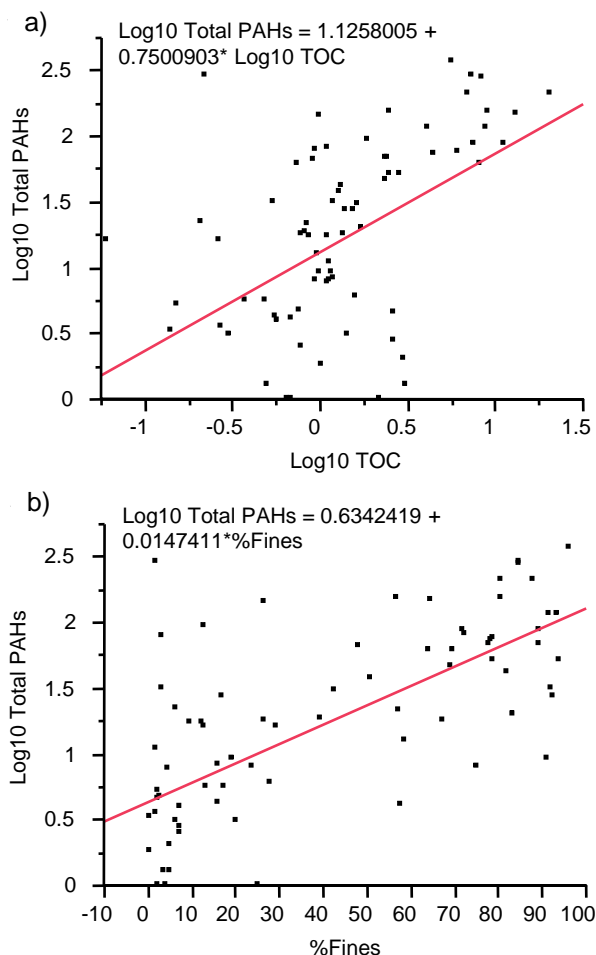 a)
Log10 Total PAHs = 1.1258005 +
0.7500903* Log10 TOC
2.5
2
1.5
1
0.5
0
Log10 Total PAHs
-1
-0.5
0
0.5
1
1.5
Log10 TOC
b)
Log10 Total PAHs = 0.6342419 +
0.0147411*%Fines
2.5
2
1.5
1
0.5
0
Log10 Total PAHs
-10 0 10 20 30 40 50 60 70 80 90 100
%Fines